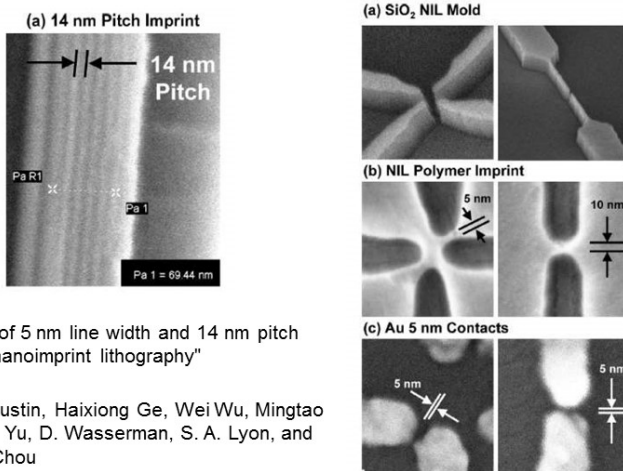 (a) 14 nm Pitch Imprint
14 nm
Pitch
Pa R1
Pa 1
Pa 1 = 69.44 nm
of 5 nm line width and 14 nm pitch
nanoimprint lithography"
ustin, Haixiong Ge, Wei Wu, Mingtao
Yu, D. Wasserman, S. A. Lyon, and
Chou
(a) SiO₂ NIL Mold
(b) NIL Polymer Imprint
5 nm
10 nm
(c) Au 5 nm Contacts
5 nm
5 nm